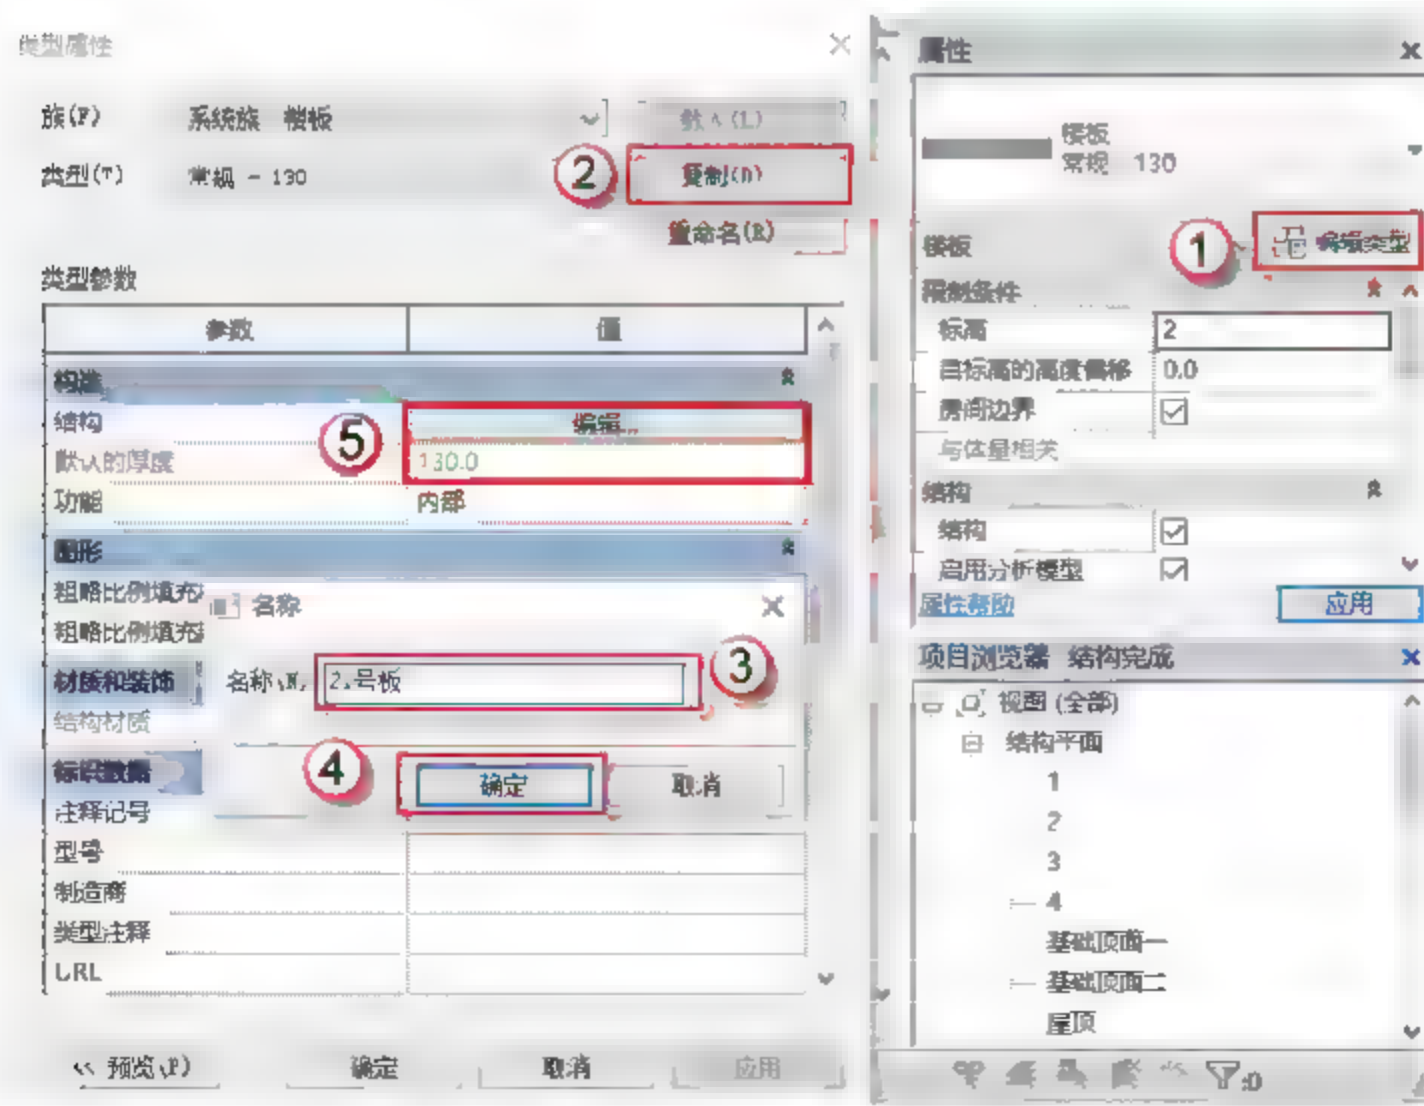 类型属性
族(F)
系统族 楼板
类型(T)
常规 - 130
②
复制(D)
重命名(R)
类型参数
参数
值
构造
结构
⑤
编辑...
默认的厚度
130.0
功能
内部
图形
粗略比例填充
粗略比例填充
名称
材质和装饰
名称(N)
2.号板
③
结构材质
标识数据
④
确定
取消
注释记号
型号
制造商
类型注释
URL
<< 预览(P)
确定
取消
应用
属性
楼板
常规 130
楼板
①
编辑类型
限制条件
标高
2
自标高的高度偏移
0.0
房间边界
与体量相关
结构
结构
启用分析模型
属性帮助
应用
项目浏览器 结构完成
视图 (全部)
结构平面
1
2
3
4
基础顶面一
基础顶面二
屋顶
:0